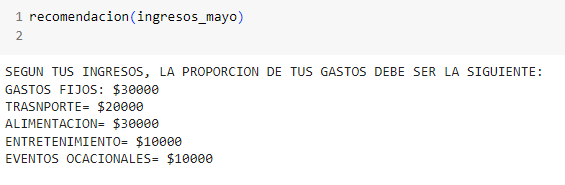 1 recomendacion(ingresos_mayo)
2
SEGUN TUS INGRESOS, LA PROPORCION DE TUS GASTOS DEBE SER LA SIGUIENTE:
GASTOS FIJOS: $30000
TRASNPORTE= $20000
ALIMENTACION= $30000
ENTRETENIMIENTO= $10000
EVENTOS OCACIONALES= $10000